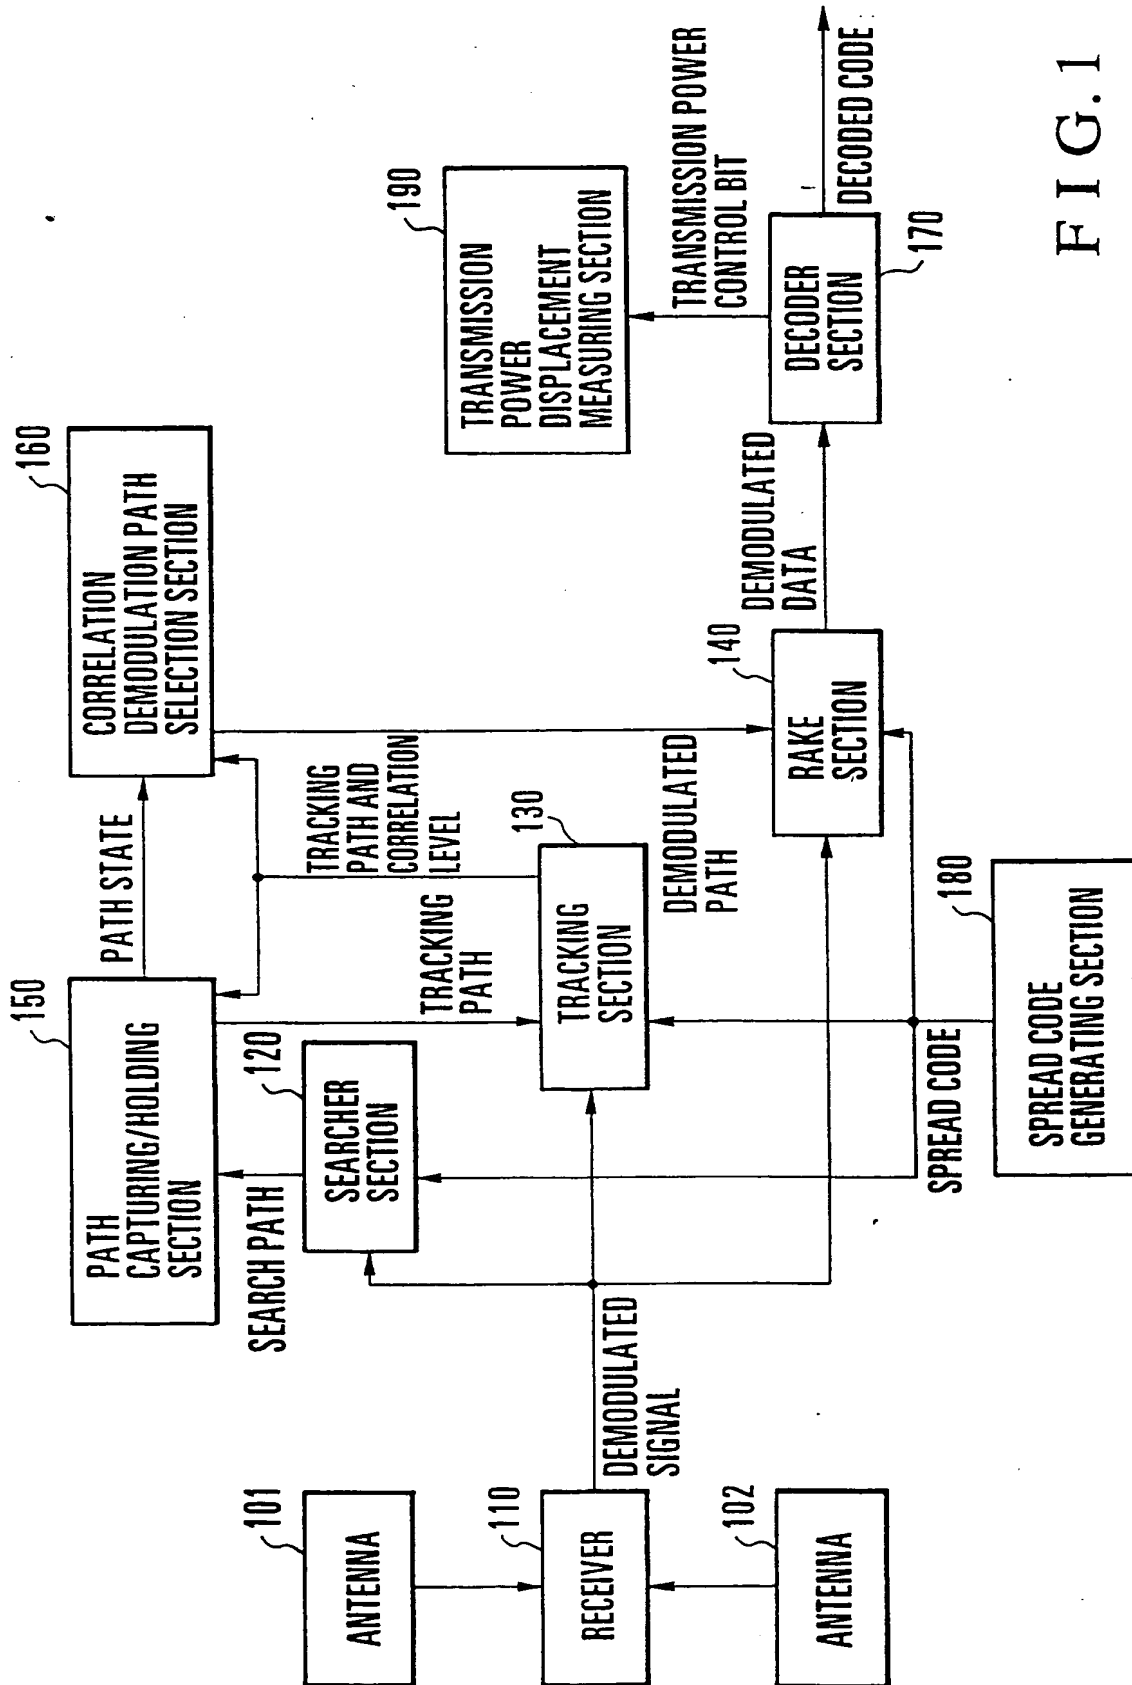 101
ANTENNA
110
RECEIVER
102
ANTENNA
DEMODULATED
SIGNAL
150
PATH
CAPTURING/HOLDING
SECTION
SEARCH PATH
120
SEARCHER
SECTION
PATH STATE
TRACKING
PATH
130
TRACKING
SECTION
TRACKING
PATH AND
CORRELATION
LEVEL
160
CORRELATION
DEMODULATION PATH
SELECTION SECTION
DEMODULATED
PATH
SPREAD CODE
180
SPREAD CODE
GENERATING SECTION
140
RAKE
SECTION
DEMODULATED
DATA
190
TRANSMISSION
POWER
DISPLACEMENT
MEASURING SECTION
TRANSMISSION POWER
CONTROL BIT
DECODER
SECTION
170
DECODED CODE
FIG.1